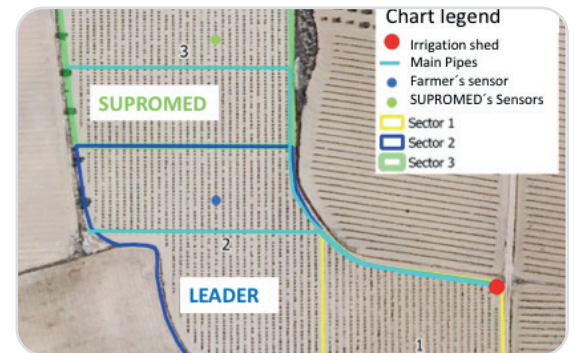 Chart legend
Irrigation shed
Main Pipes
Farmer´s sensor
SUPROMED´s Sensors
Sector 1
Sector 2
Sector 3
3
SUPROMED
2
LEADER
1